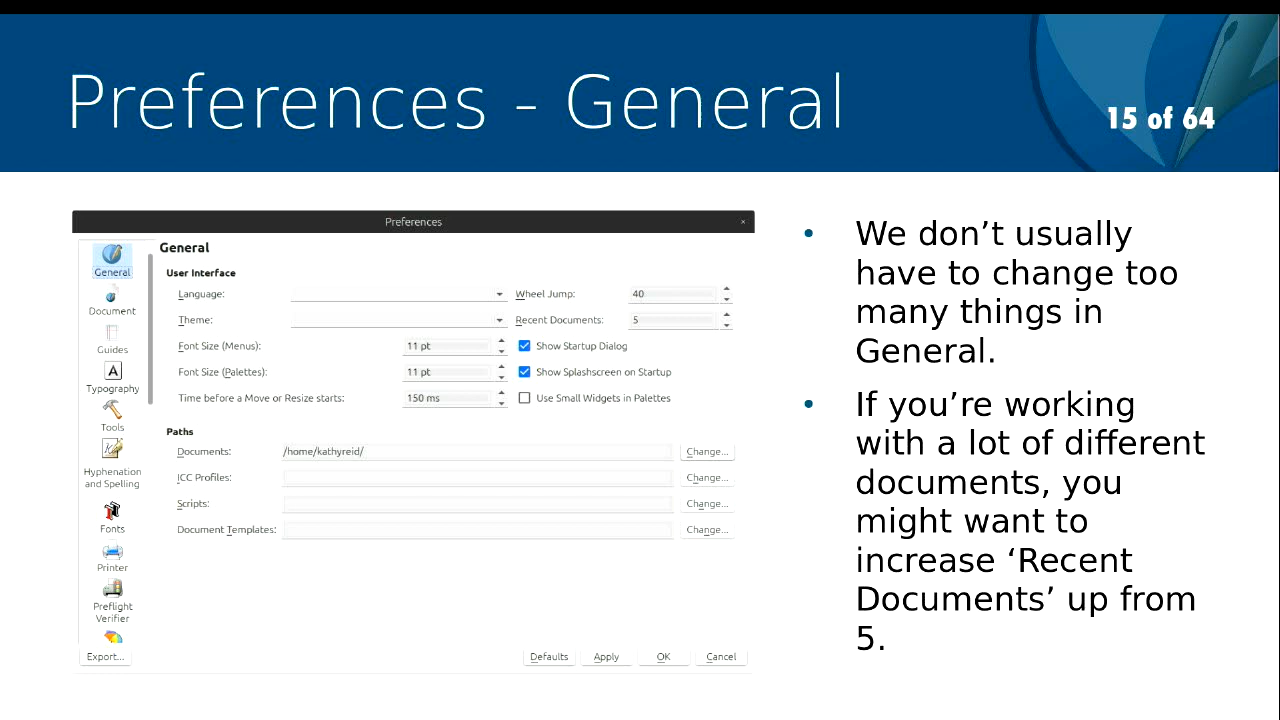 Preferences - General
15 of 64
Preferences
×
General
Document
Guides
Typography
Tools
Hyphenation
and Spelling
Fonts
Printer
Preflight
Verifier
Export...
General
User Interface
Language:
Wheel Jump: 40
Theme:
Recent Documents: 5
Font Size (Menus): 11 pt
Show Startup Dialog
Font Size (Palettes): 11 pt
Show Splashscreen on Startup
Time before a Move or Resize starts: 150 ms
Use Small Widgets in Palettes
Paths
Documents: /home/kathyreid/ Change...
ICC Profiles: Change...
Scripts: Change...
Document Templates: Change...
Defaults Apply OK Cancel
• We don’t usually
have to change too
many things in
General.
• If you’re working
with a lot of different
documents, you
might want to
increase ‘Recent
Documents’ up from
5.